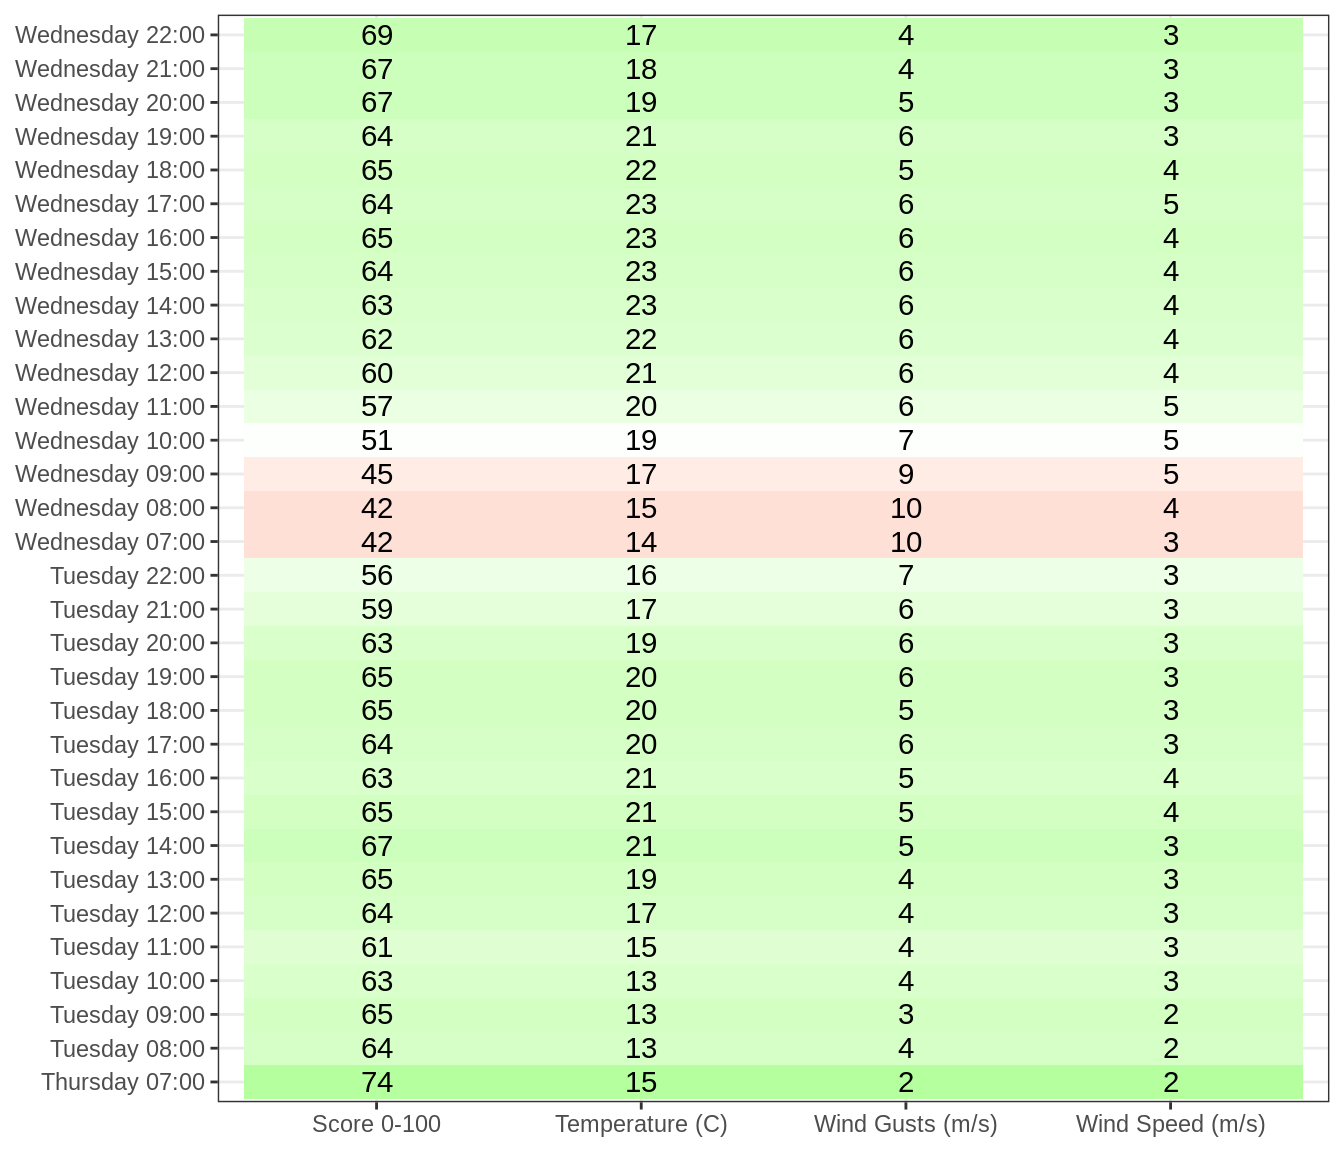 Wednesday 22:00 69 17 4 3
Wednesday 21:00 67 18 4 3
Wednesday 20:00 67 19 5 3
Wednesday 19:00 64 21 6 3
Wednesday 18:00 65 22 5 4
Wednesday 17:00 64 23 6 5
Wednesday 16:00 65 23 6 4
Wednesday 15:00 64 23 6 4
Wednesday 14:00 63 23 6 4
Wednesday 13:00 62 22 6 4
Wednesday 12:00 60 21 6 4
Wednesday 11:00 57 20 6 5
Wednesday 10:00 51 19 7 5
Wednesday 09:00 45 17 9 5
Wednesday 08:00 42 15 10 4
Wednesday 07:00 42 14 10 3
Tuesday 22:00 56 16 7 3
Tuesday 21:00 59 17 6 3
Tuesday 20:00 63 19 6 3
Tuesday 19:00 65 20 6 3
Tuesday 18:00 65 20 5 3
Tuesday 17:00 64 20 6 3
Tuesday 16:00 63 21 5 4
Tuesday 15:00 65 21 5 4
Tuesday 14:00 67 21 5 3
Tuesday 13:00 65 19 4 3
Tuesday 12:00 64 17 4 3
Tuesday 11:00 61 15 4 3
Tuesday 10:00 63 13 4 3
Tuesday 09:00 65 13 3 2
Tuesday 08:00 64 13 4 2
Thursday 07:00 74 15 2 2
Score 0-100 Temperature (C) Wind Gusts (m/s) Wind Speed (m/s)